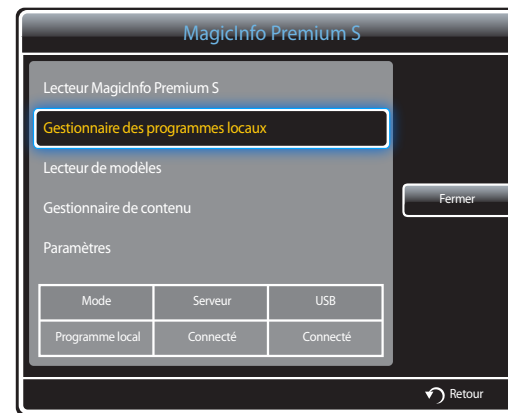 MagicInfo Premium S
Lecteur MagicInfo Premium S
Gestionnaire des programmes locaux
Lecteur de modèles
Gestionnaire de contenu
Paramètres
Fermer
Mode Serveur USB
Programme local Connecté Connecté
Retour